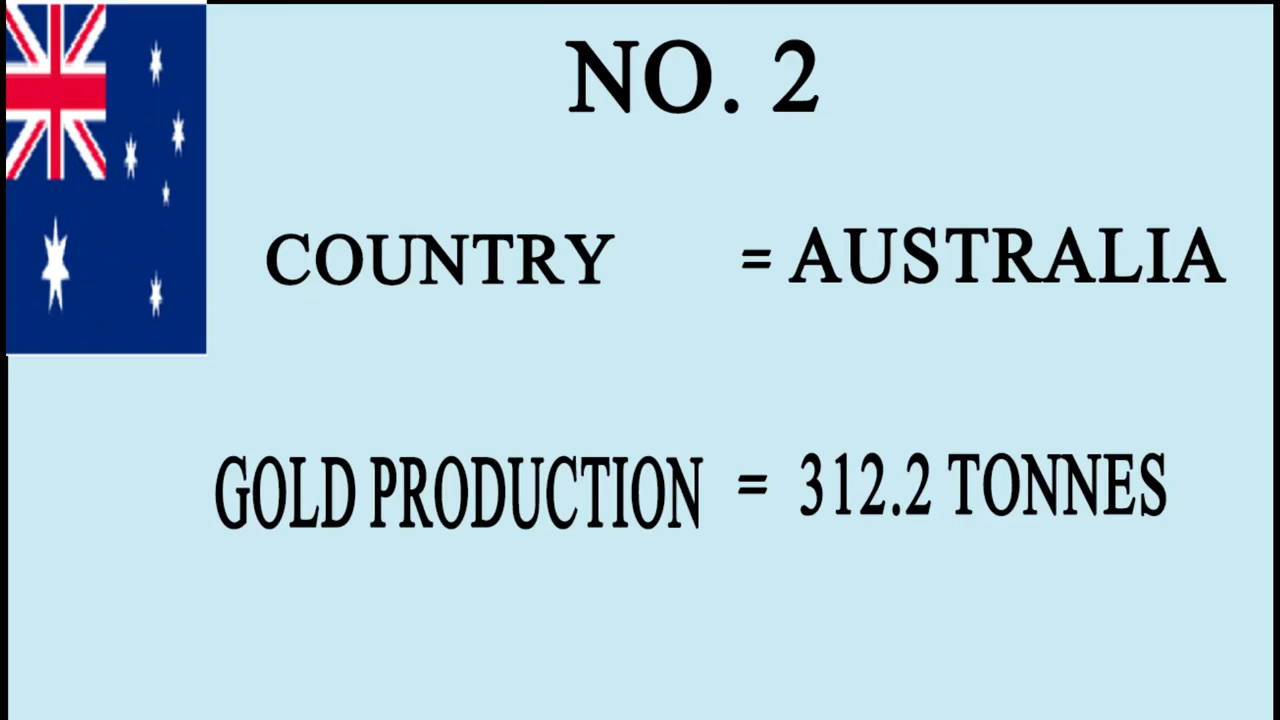 NO. 2
COUNTRY = AUSTRALIA
GOLD PRODUCTION = 312.2 TONNES